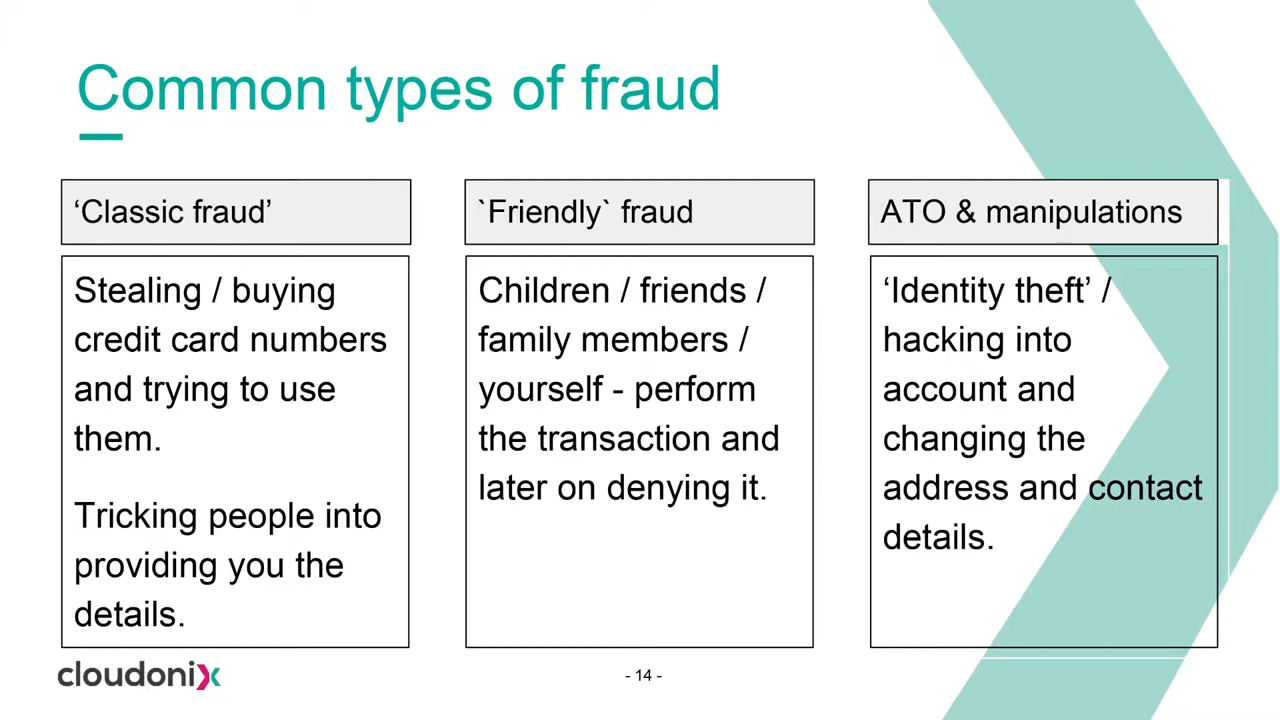 Common types of fraud
‘Classic fraud’
Stealing / buying
credit card numbers
and trying to use
them.
Tricking people into
providing you the
details.
`Friendly` fraud
Children / friends /
family members /
yourself - perform
the transaction and
later on denying it.
ATO & manipulations
‘Identity theft’ /
hacking into
account and
changing the
address and contact
details.
cloudonix
- 14 -